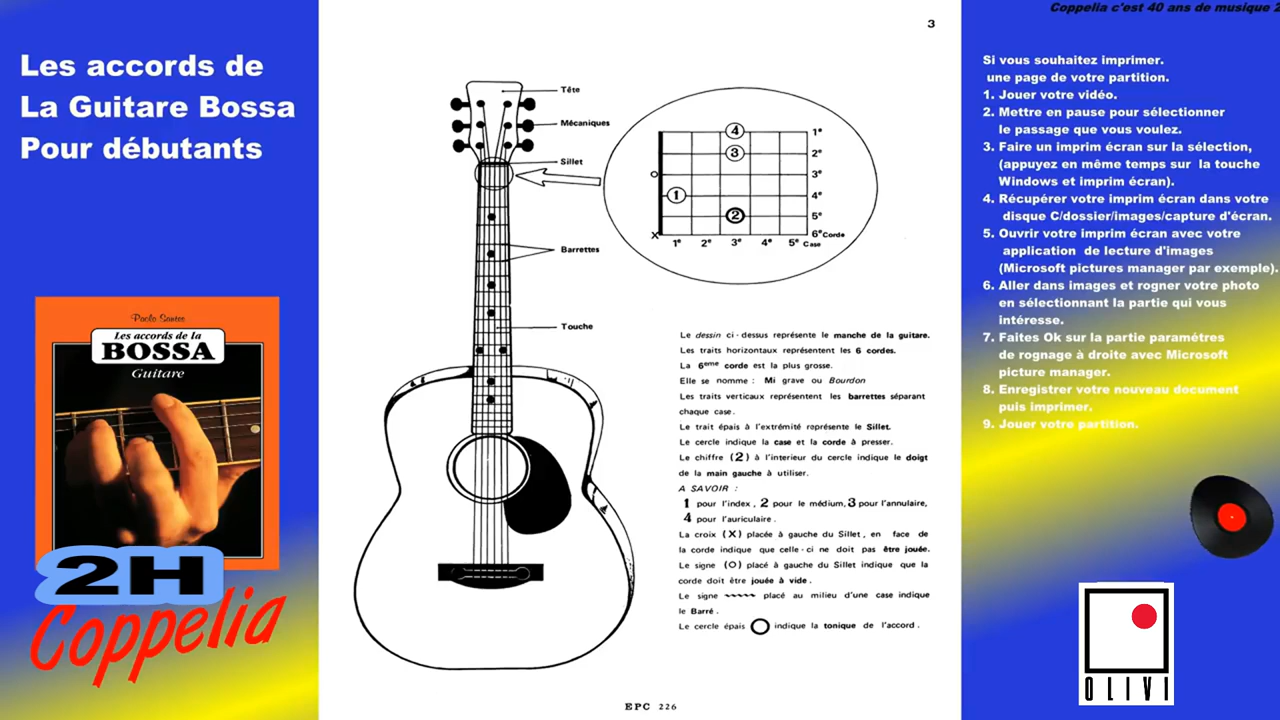 Coppelia c'est 40 ans de musique 2
Les accords de
La Guitare Bossa
Pour débutants
Paolo Santos
Les accords de la
BOSSA
Guitare
2H
Coppelia
3
Tête
Mécaniques
Sillet
Barrettes
Touche
4
3
1
2
1e
2e
3e
4e
5e
6e Corde
X
1e 2e 3e 4e 5e Case
Le dessin ci-dessus représente le manche de la guitare.
Les traits horizontaux représentent les 6 cordes.
La 6eme corde est la plus grosse.
Elle se nomme : Mi grave ou Bourdon
Les traits verticaux représentent les barrettes séparant
chaque case.
Le trait épais à l'extrémité représente le Sillet.
Le cercle indique la case et la corde à presser.
Le chiffre (2) à l'interieur du cercle indique le doigt
de la main gauche à utiliser.
A SAVOIR :
1 pour l'index, 2 pour le médium, 3 pour l'annulaire,
4 pour l'auriculaire.
La croix (X) placée à gauche du Sillet, en face de
la corde indique que celle-ci ne doit pas être jouée.
Le signe (O) placé à gauche du Sillet indique que la
corde doit être jouée à vide.
Le signe ~~~~~ placé au milieu d'une case indique
le Barré.
Le cercle épais O indique la tonique de l'accord.
EPC 226
Si vous souhaitez imprimer.
une page de votre partition.
1. Jouer votre vidéo.
2. Mettre en pause pour sélectionner
le passage que vous voulez.
3. Faire un imprim écran sur la sélection,
(appuyez en même temps sur la touche
Windows et imprim écran).
4. Récupérer votre imprim écran dans votre
disque C/dossier/images/capture d'écran.
5. Ouvrir votre imprim écran avec votre
application de lecture d'images
(Microsoft pictures manager par exemple).
6. Aller dans images et rogner votre photo
en sélectionnant la partie qui vous
intéresse.
7. Faites Ok sur la partie paramétres
de rognage à droite avec Microsoft
picture manager.
8. Enregistrer votre nouveau document
puis imprimer.
9. Jouer votre partition.
OLIVI